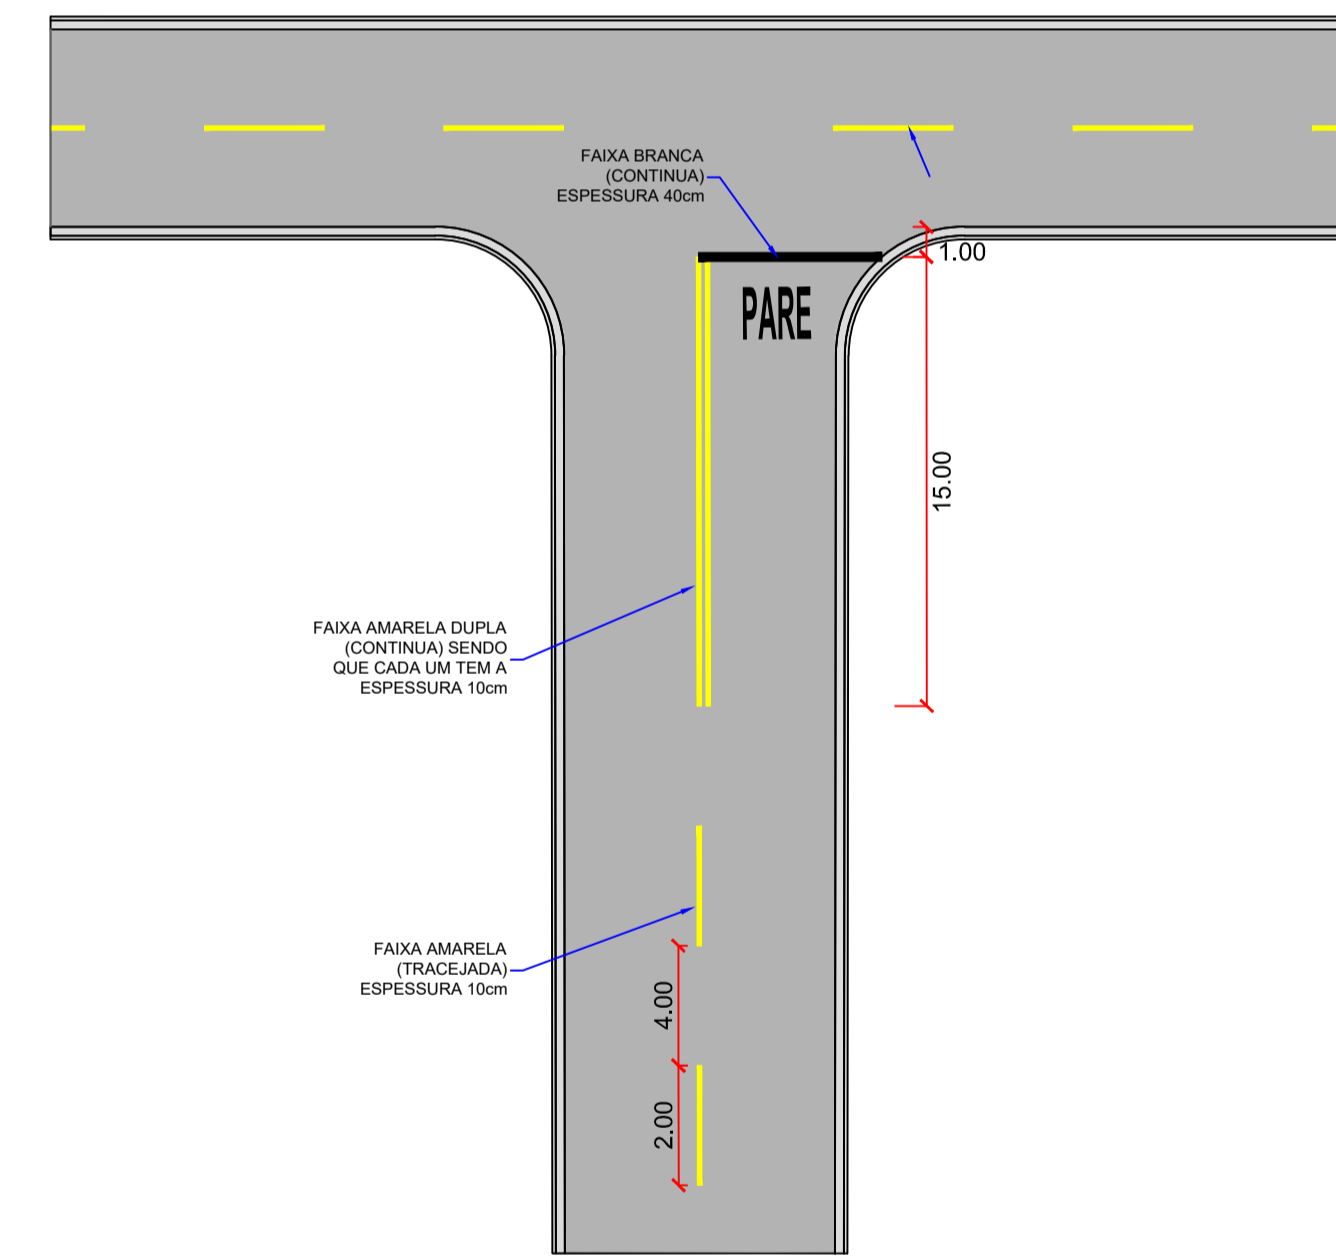 FAIXA BRANCA
(CONTINUA)
ESPESSURA 40cm
1.00
PARE
15.00
FAIXA AMARELA DUPLA
(CONTINUA) SENDO
QUE CADA UM TEM A
ESPESSURA 10cm
FAIXA AMARELA
(TRACEJADA)
ESPESSURA 10cm
4.00
2.00